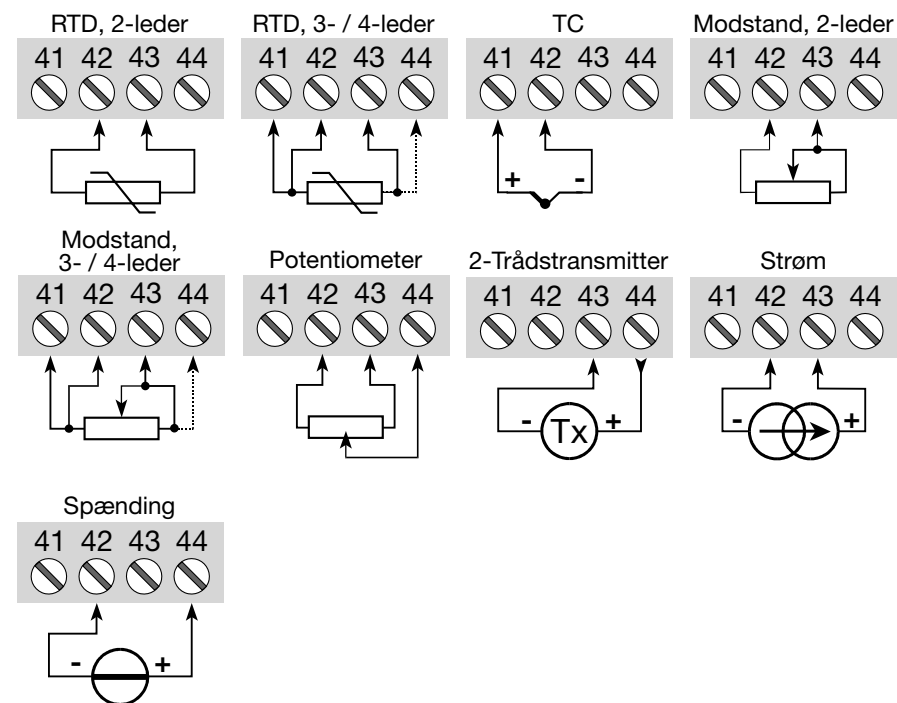 RTD, 2-leder
41 42 43 44
RTD, 3- / 4-leder
41 42 43 44
TC
41 42 43 44
+ -
Modstand, 2-leder
41 42 43 44
Modstand,
3- / 4-leder
41 42 43 44
Potentiometer
41 42 43 44
2-Trådstransmitter
41 42 43 44
- Tx +
Strøm
41 42 43 44
- +
Spænding
41 42 43 44
- +